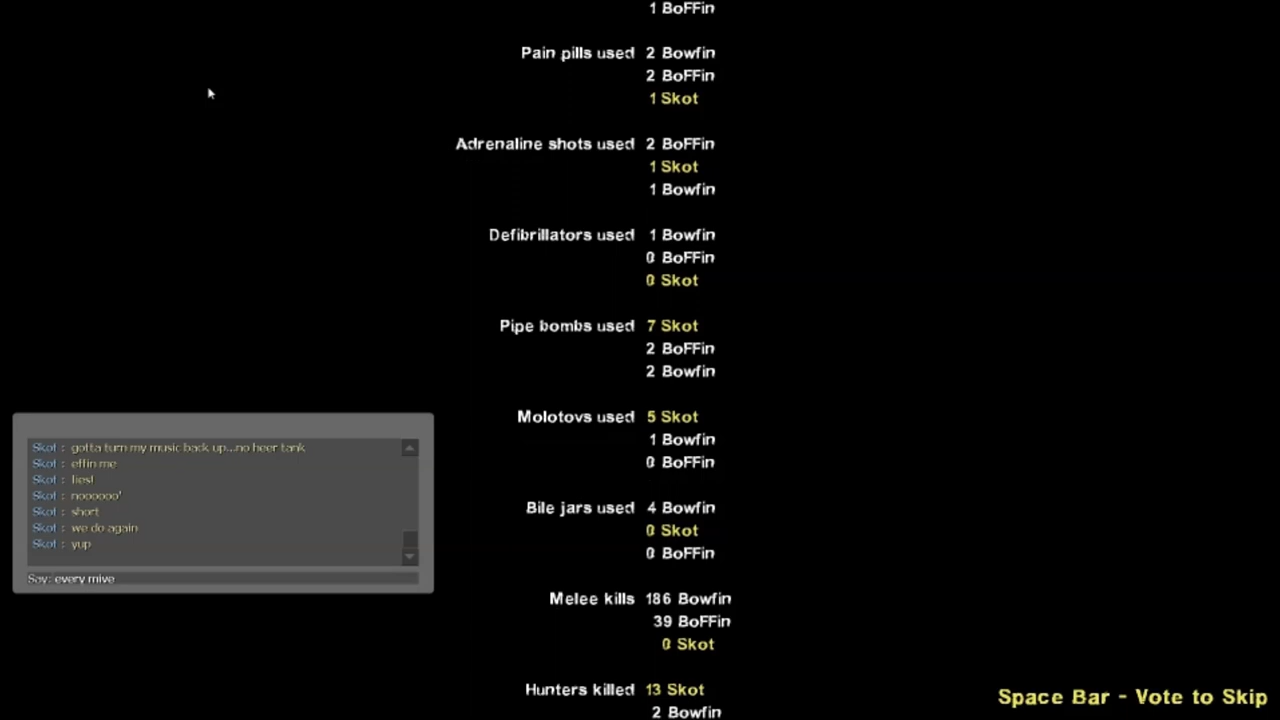 1 BoFFin
Pain pills used 2 Bowfin
2 BoFFin
1 Skot
Adrenaline shots used 2 BoFFin
1 Skot
1 Bowfin
Defibrillators used 1 Bowfin
0 BoFFin
0 Skot
Pipe bombs used 7 Skot
2 BoFFin
2 Bowfin
Molotovs used 5 Skot
1 Bowfin
0 BoFFin
Bile jars used 4 Bowfin
0 Skot
0 BoFFin
Melee kills 186 Bowfin
39 BoFFin
0 Skot
Hunters killed 13 Skot
2 Bowfin
Skot : gotta turn my music back up...no heer tank
Skot : effin me
Skot : lies!
Skot : noooooo'
Skot : short
Skot : we do again
Skot : yup
Say: every mive
Space Bar - Vote to Skip